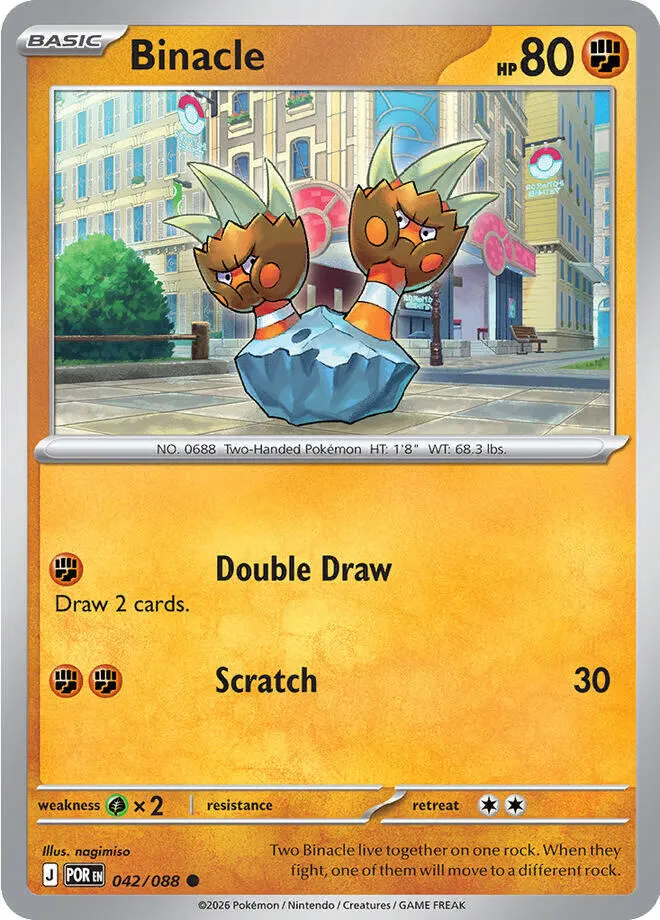 BASIC
Binacle
HP 80
NO. 0688 Two-Handed Pokémon HT: 1'8" WT: 68.3 lbs.
Double Draw
Draw 2 cards.
Scratch 30
weakness ×2 resistance retreat
Illus. nagimiso
Two Binacle live together on one rock. When they
fight, one of them will move to a different rock.
J POR EN 042/088
©2026 Pokémon / Nintendo / Creatures / GAME FREAK